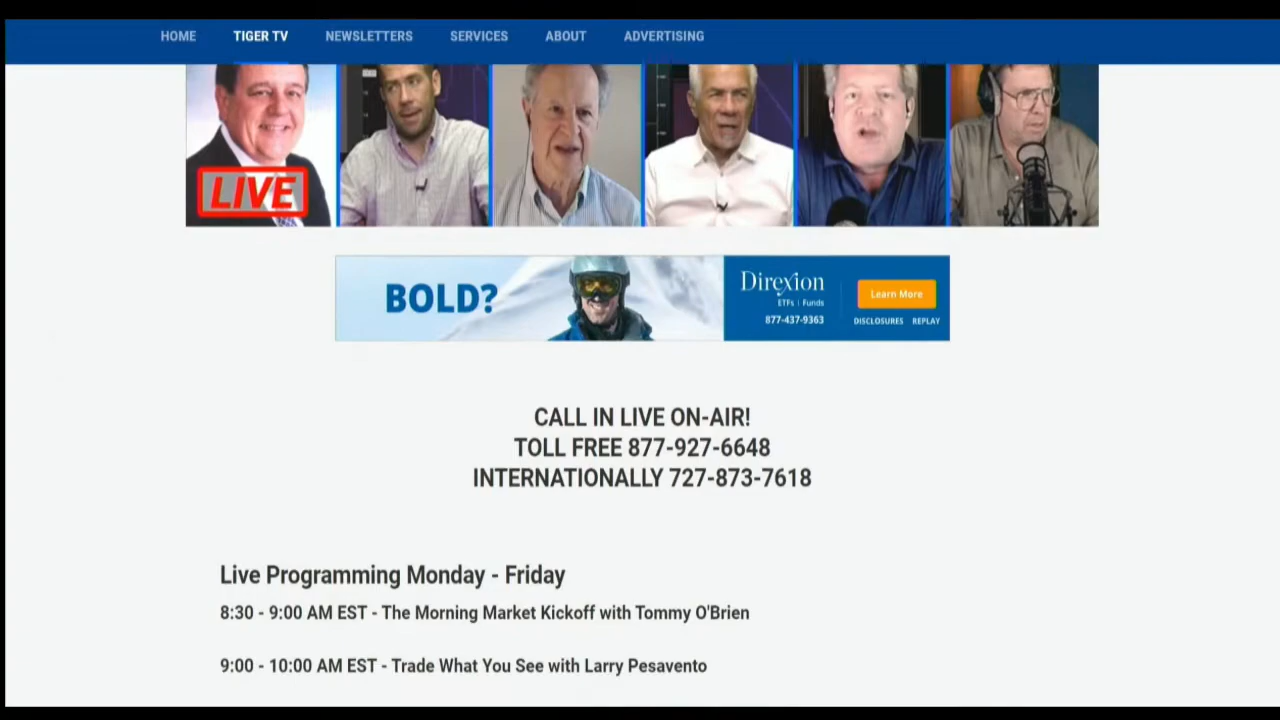 HOME TIGER TV NEWSLETTERS SERVICES ABOUT ADVERTISING
LIVE
BOLD?
Direxion
ETFs | Funds
877-437-9363
Learn More
DISCLOSURES REPLAY
CALL IN LIVE ON-AIR!
TOLL FREE 877-927-6648
INTERNATIONALLY 727-873-7618
Live Programming Monday - Friday
8:30 - 9:00 AM EST - The Morning Market Kickoff with Tommy O'Brien
9:00 - 10:00 AM EST - Trade What You See with Larry Pesavento